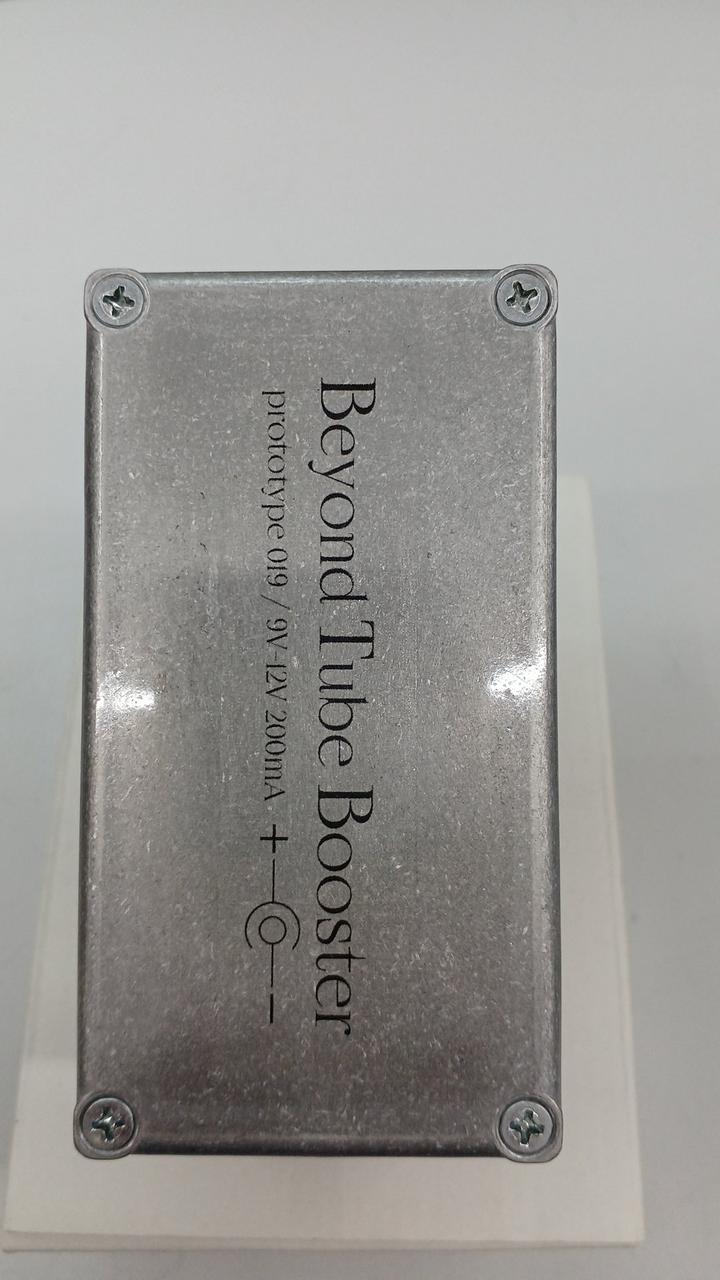 Beyond Tube Booster
prototype 019 / 9V-12V 200mA + −